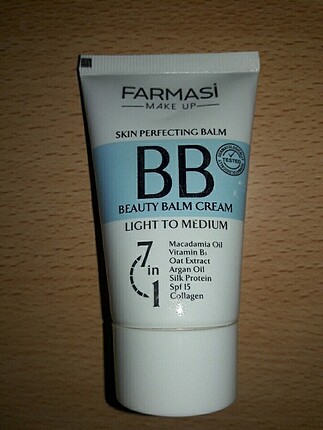 FARMASi
MAKE UP
SKIN PERFECTING BALM
BB
TESTED
BEAUTY BALM CREAM
LIGHT TO MEDIUM
7 in 1
Macadamia Oil
Vitamin B₃
Oat Extract
Argan Oil
Silk Protein
Spf 15
Collagen